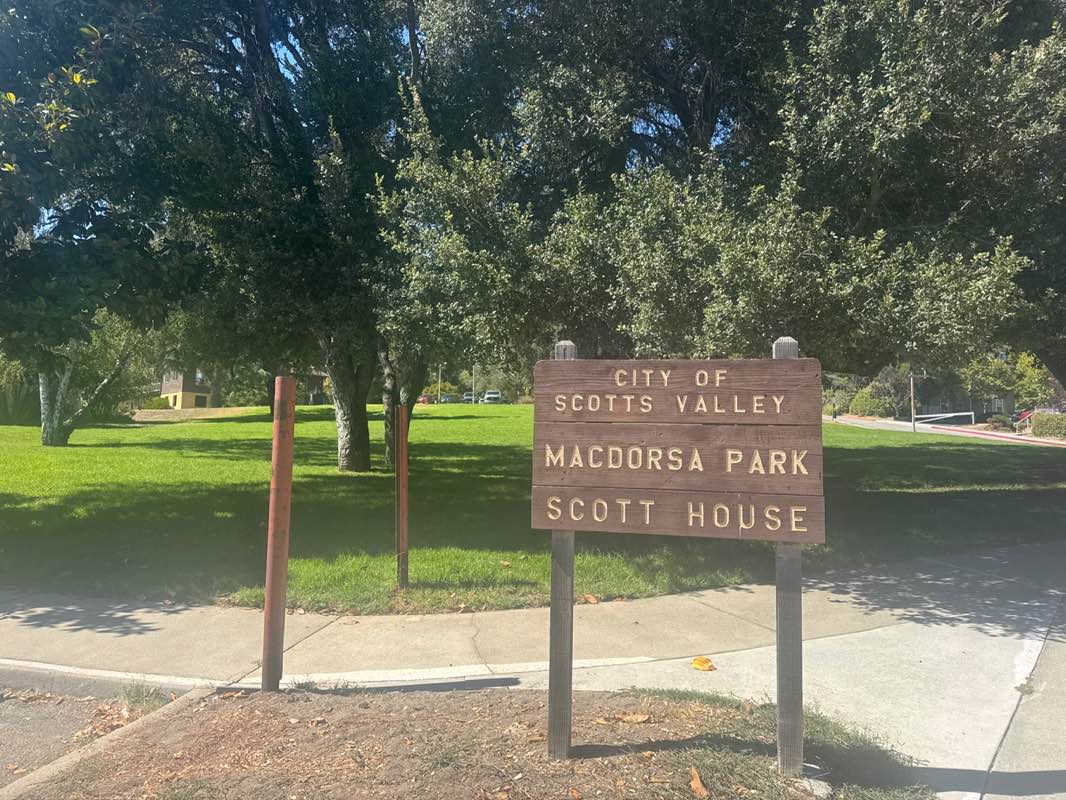 CITY OF
SCOTTS VALLEY
MACDORSA PARK
SCOTT HOUSE